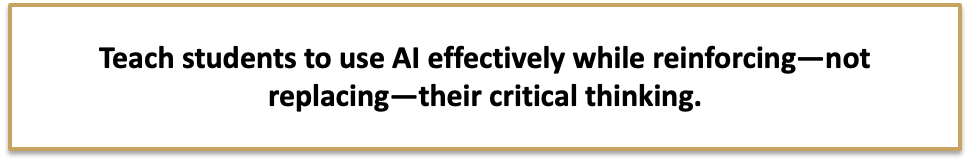 Teach students to use AI effectively while reinforcing—not
replacing—their critical thinking.